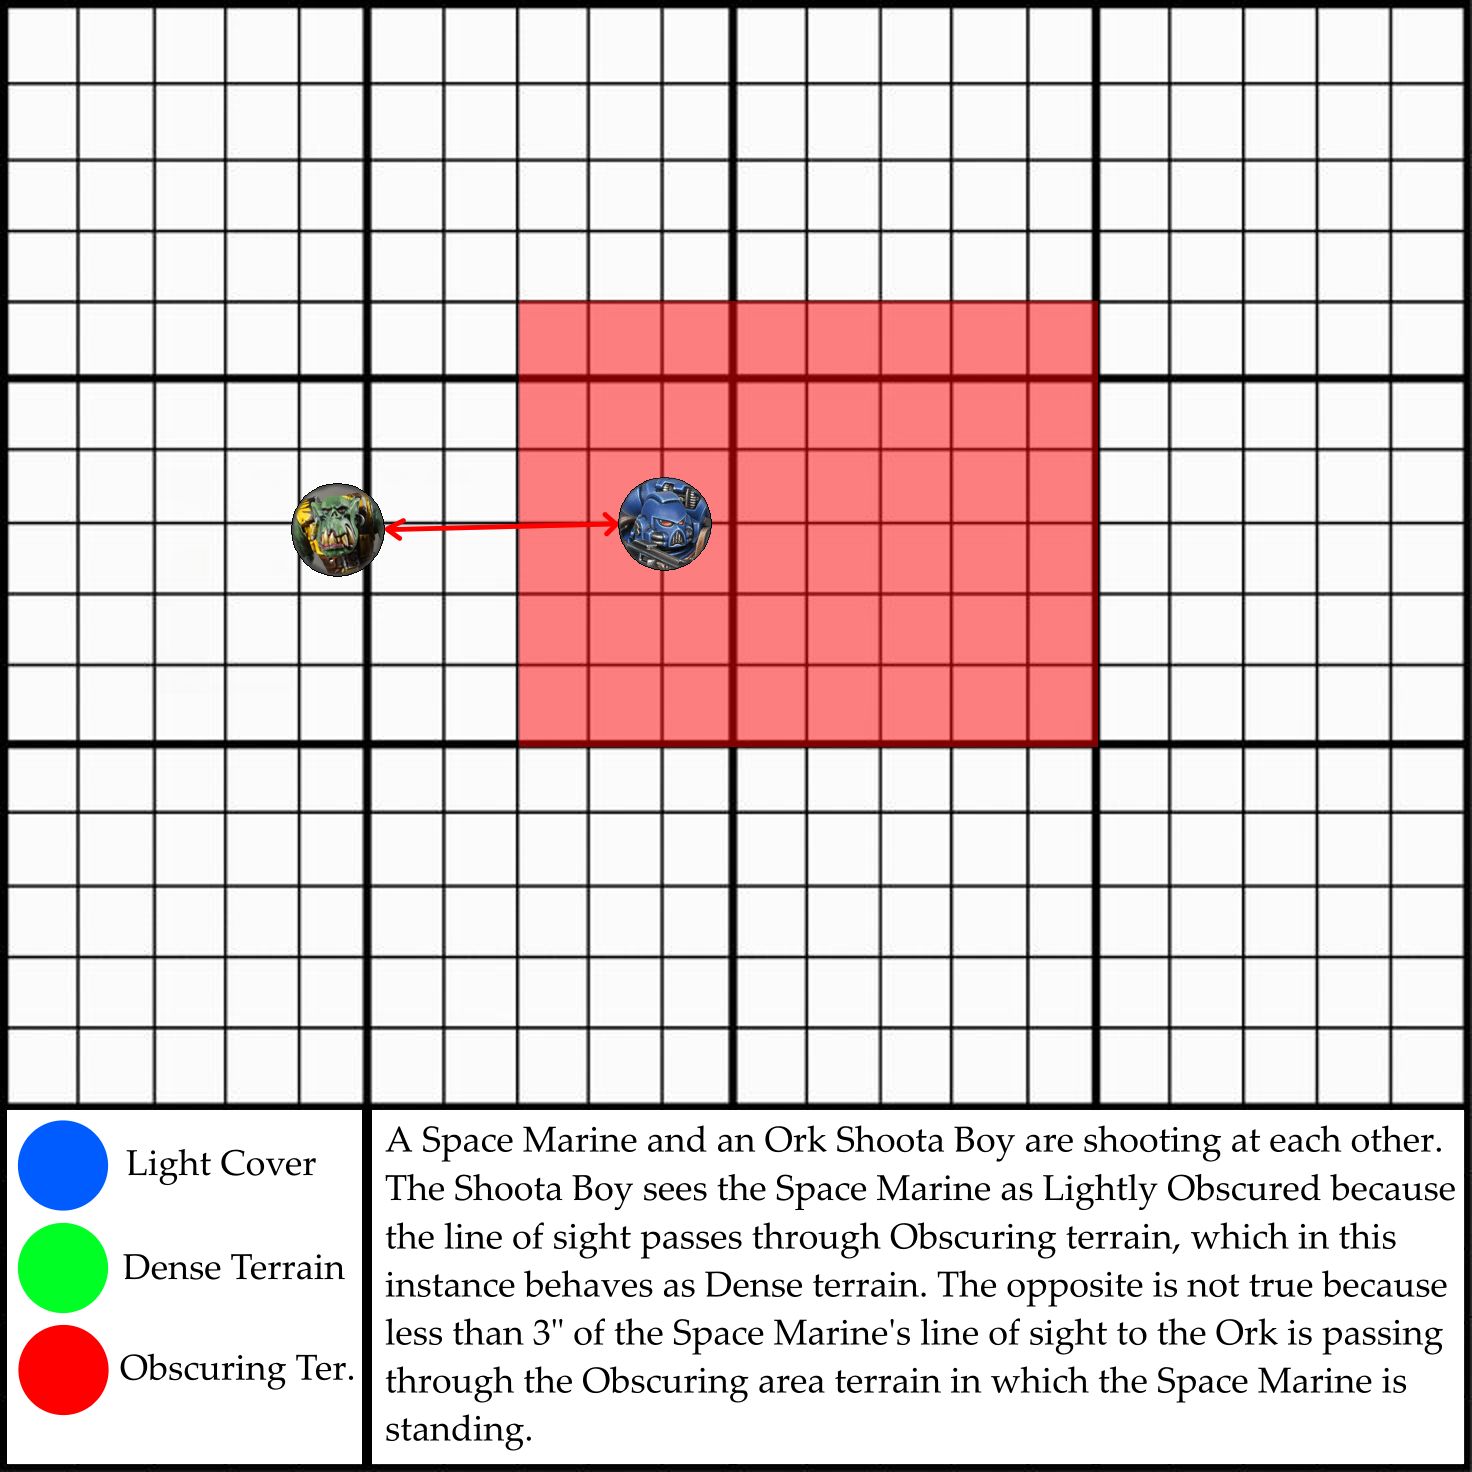 Light Cover
Dense Terrain
Obscuring Ter.
A Space Marine and an Ork Shoota Boy are shooting at each other.
The Shoota Boy sees the Space Marine as Lightly Obscured because
the line of sight passes through Obscuring terrain, which in this
instance behaves as Dense terrain. The opposite is not true because
less than 3" of the Space Marine's line of sight to the Ork is passing
through the Obscuring area terrain in which the Space Marine is
standing.